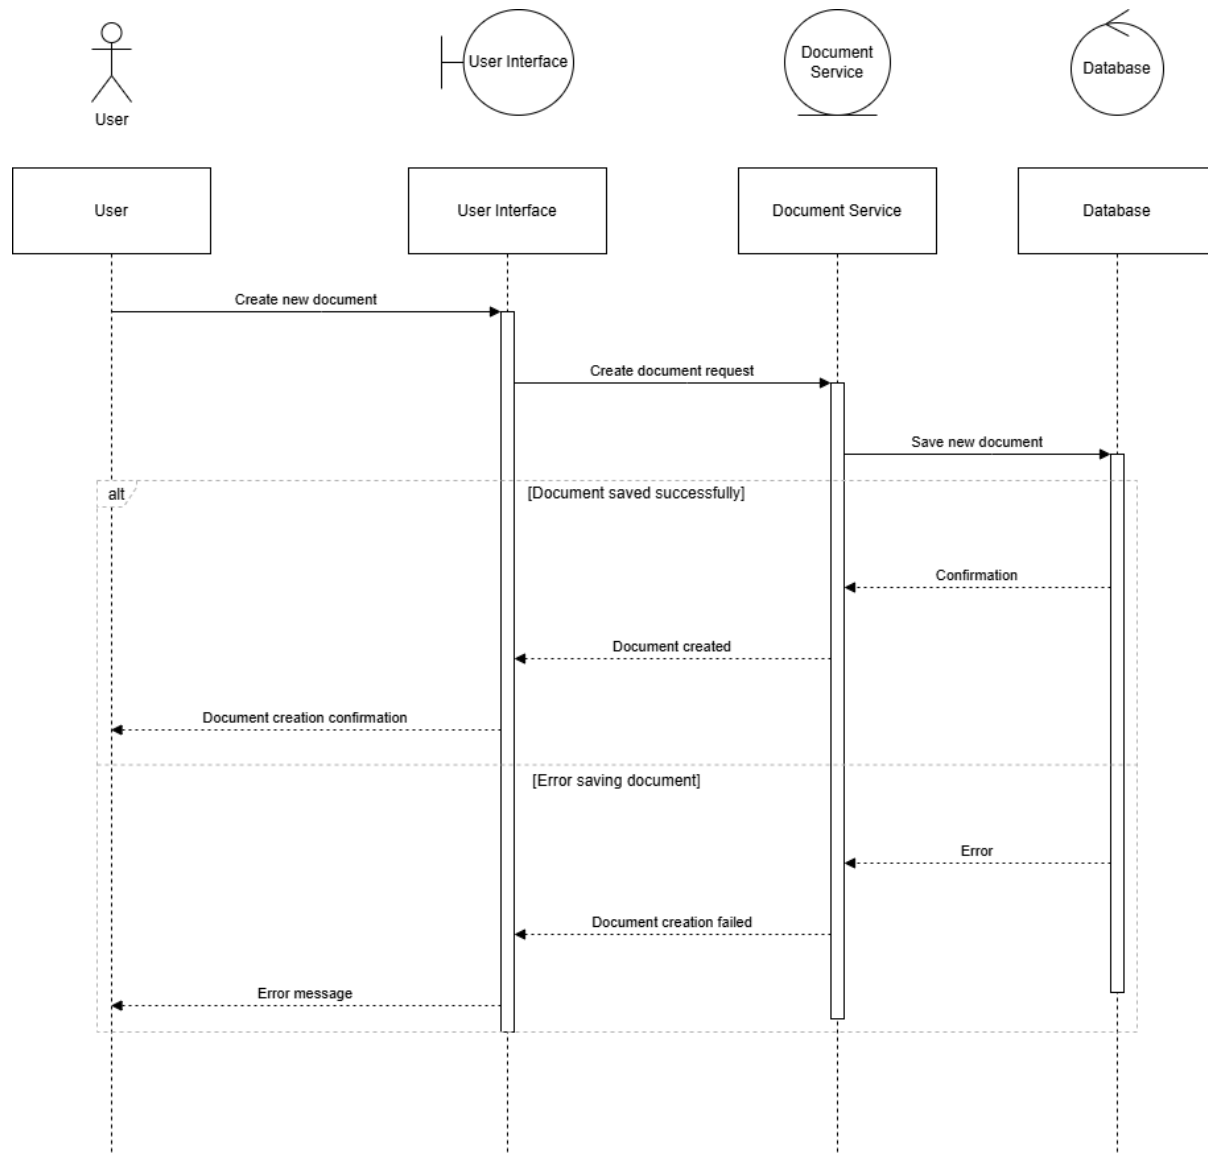 User Interface
Document
Service
Database
User
User
User Interface
Document Service
Database
Create new document
Create document request
Save new document
alt
[Document saved successfully]
Confirmation
Document created
Document creation confirmation
[Error saving document]
Error
Document creation failed
Error message